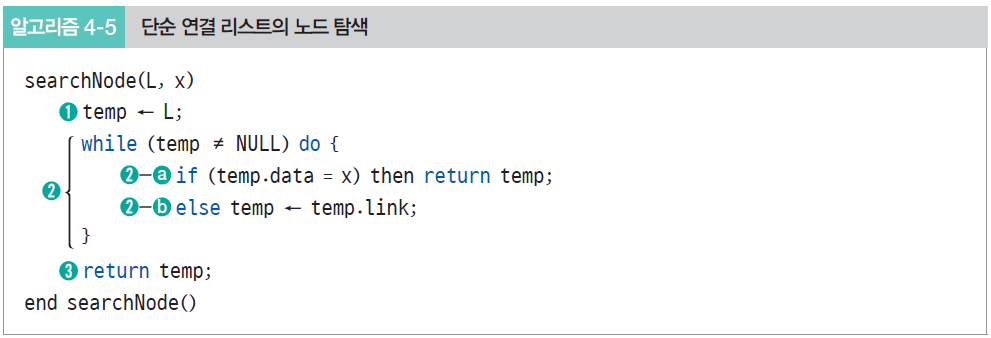 알고리즘 4-5 단순 연결 리스트의 노드 탐색
searchNode(L, x)
❶ temp ← L;
while (temp ≠ NULL) do {
❷-ⓐ if (temp.data = x) then return temp;
❷
❷-ⓑ else temp ← temp.link;
}
❸ return temp;
end searchNode()